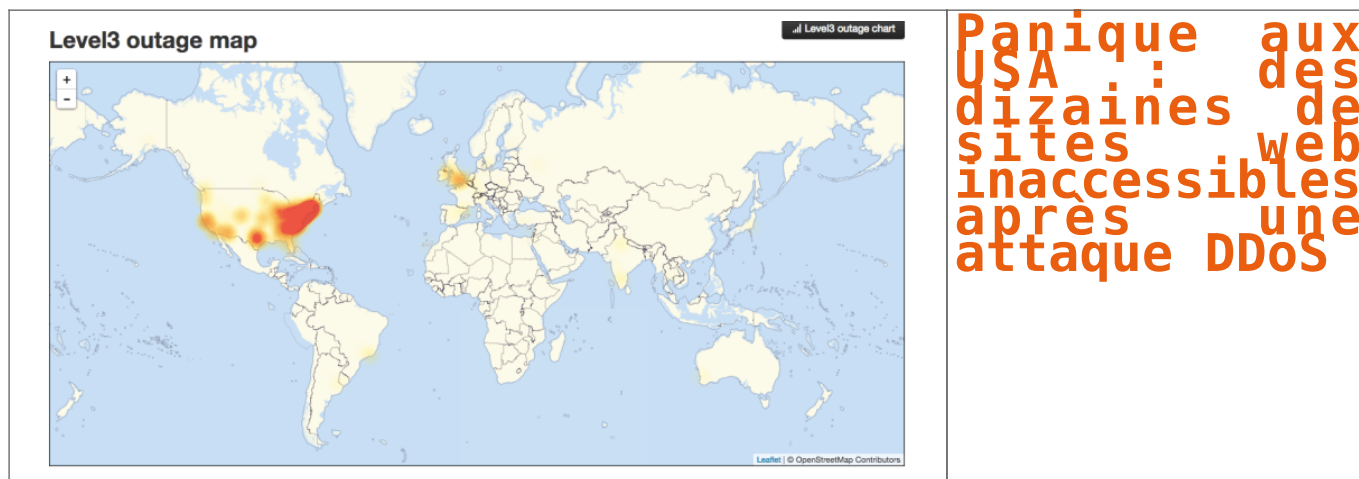 Level3 outage map
Level3 outage chart
+
-
Leaflet | © OpenStreetMap Contributors
Panique aux
USA : des
dizaines de
sites web
inaccessibles
après une
attaque DDoS